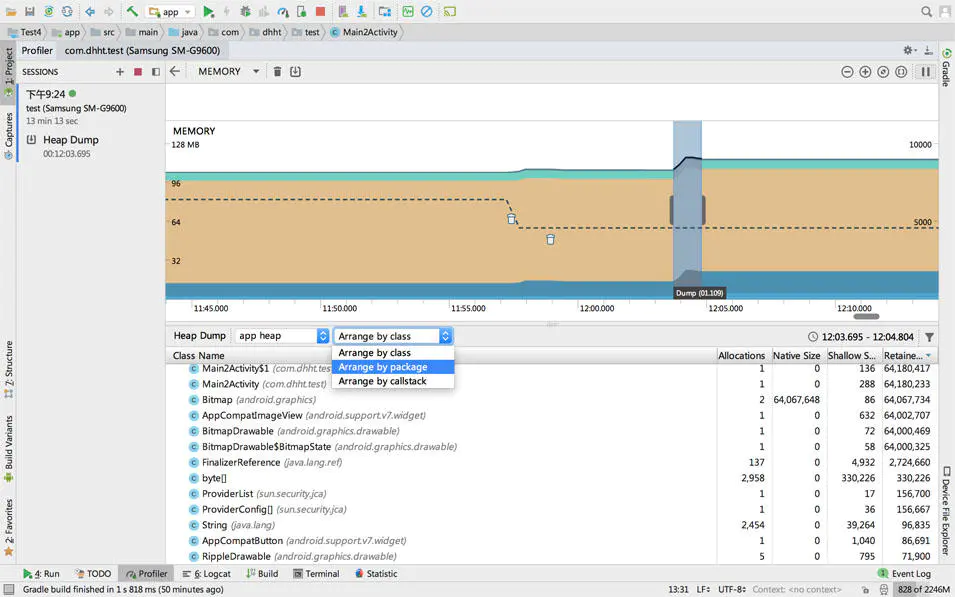 app
Test4 app src main java com dhht test Main2Activity
Profiler com.dhht.test (Samsung SM-G9600)
SESSIONS MEMORY
下午9:24
test (Samsung SM-G9600)
13 min 13 sec
Heap Dump
00:12:03.695
MEMORY
128 MB 10000
96
64 5000
32
Dump (01.109)
11:45.000 11:50.000 11:55.000 12:00.000 12:05.000 12:10.000
Heap Dump app heap Arrange by class 12:03.695 - 12:04.804
Arrange by class
Arrange by package
Arrange by callstack
Class Name Allocations Native Size Shallow S... Retaine...
Main2Activity$1 (com.dhht.tes 1 0 136 64,180,417
Main2Activity (com.dhht.test) 1 0 288 64,180,233
Bitmap (android.graphics) 2 64,067,648 86 64,067,734
AppCompatImageView (android.support.v7.widget) 1 0 632 64,002,707
BitmapDrawable (android.graphics.drawable) 1 0 72 64,000,469
BitmapDrawable$BitmapState (android.graphics.drawable) 1 0 58 64,000,325
FinalizerReference (java.lang.ref) 137 0 4,932 2,724,660
byte[] 2,958 0 330,226 330,226
ProviderList (sun.security.jca) 1 0 17 156,700
ProviderConfig[] (sun.security.jca) 1 0 36 156,667
String (java.lang) 2,454 0 39,264 96,835
AppCompatButton (android.support.v7.widget) 1 0 1,040 86,691
RippleDrawable (android.graphics.drawable) 5 0 795 71,900
1: Project
Captures
7: Structure
Build Variants
2: Favorites
Gradle
Device File Explorer
4: Run TODO Profiler 6: Logcat Build Terminal Statistic 1 Event Log
Gradle build finished in 1 s 818 ms (50 minutes ago) 13:31 LF UTF-8 Context: <no context> 828 of 2246M